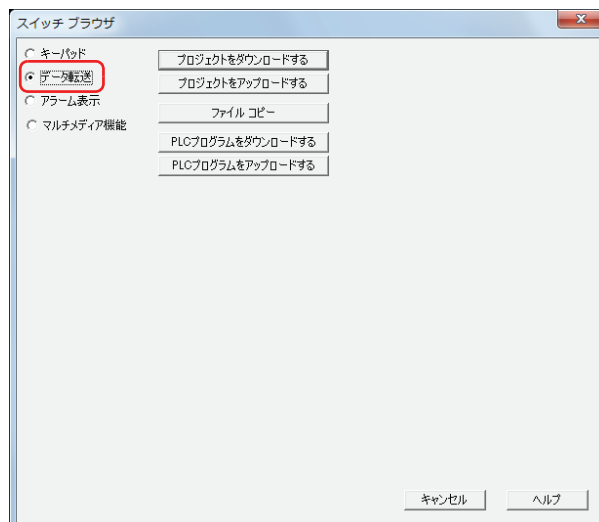 スイッチ ブラウザ
キーパッド
データ転送
アラーム表示
マルチメディア機能
プロジェクトをダウンロードする
プロジェクトをアップロードする
ファイル コピー
PLCプログラムをダウンロードする
PLCプログラムをアップロードする
キャンセル
ヘルプ